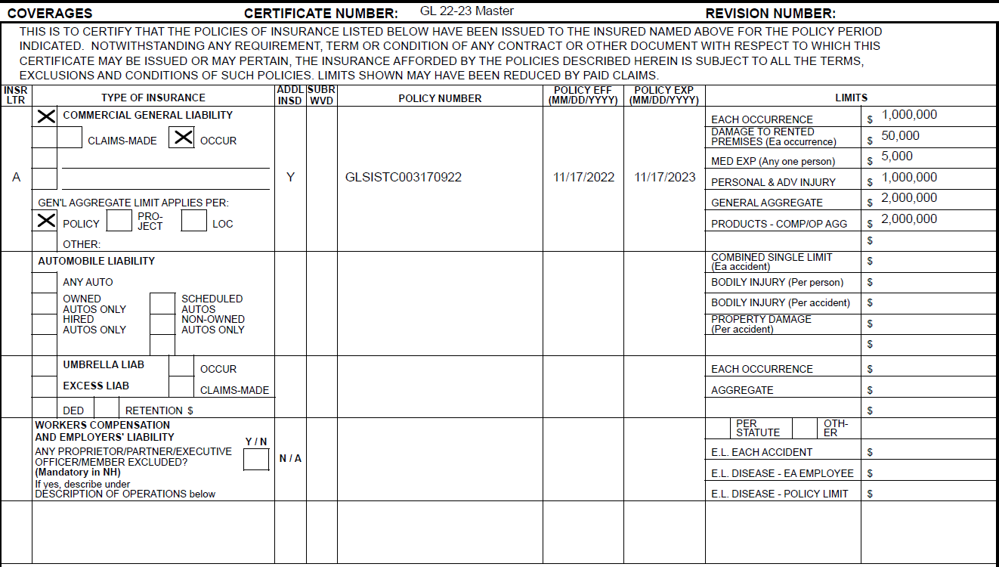 COVERAGES CERTIFICATE NUMBER: GL 22-23 Master REVISION NUMBER:
THIS IS TO CERTIFY THAT THE POLICIES OF INSURANCE LISTED BELOW HAVE BEEN ISSUED TO THE INSURED NAMED ABOVE FOR THE POLICY PERIOD
INDICATED. NOTWITHSTANDING ANY REQUIREMENT, TERM OR CONDITION OF ANY CONTRACT OR OTHER DOCUMENT WITH RESPECT TO WHICH THIS
CERTIFICATE MAY BE ISSUED OR MAY PERTAIN, THE INSURANCE AFFORDED BY THE POLICIES DESCRIBED HEREIN IS SUBJECT TO ALL THE TERMS,
EXCLUSIONS AND CONDITIONS OF SUCH POLICIES. LIMITS SHOWN MAY HAVE BEEN REDUCED BY PAID CLAIMS.
INSR LTR
TYPE OF INSURANCE
ADDL INSD
SUBR WVD
POLICY NUMBER
POLICY EFF (MM/DD/YYYY)
POLICY EXP (MM/DD/YYYY)
LIMITS
A
X COMMERCIAL GENERAL LIABILITY
CLAIMS-MADE X OCCUR
GEN'L AGGREGATE LIMIT APPLIES PER:
X POLICY PRO-JECT LOC
OTHER:
Y
GLSISTC003170922
11/17/2022
11/17/2023
EACH OCCURRENCE $ 1,000,000
DAMAGE TO RENTED
PREMISES (Ea occurrence) $ 50,000
MED EXP (Any one person) $ 5,000
PERSONAL & ADV INJURY $ 1,000,000
GENERAL AGGREGATE $ 2,000,000
PRODUCTS - COMP/OP AGG $ 2,000,000
$
AUTOMOBILE LIABILITY
ANY AUTO
OWNED AUTOS ONLY
SCHEDULED AUTOS
HIRED AUTOS ONLY
NON-OWNED AUTOS ONLY
COMBINED SINGLE LIMIT
(Ea accident) $
BODILY INJURY (Per person) $
BODILY INJURY (Per accident) $
PROPERTY DAMAGE
(Per accident) $
$
UMBRELLA LIAB OCCUR
EXCESS LIAB CLAIMS-MADE
DED RETENTION $
EACH OCCURRENCE $
AGGREGATE $
$
WORKERS COMPENSATION
AND EMPLOYERS' LIABILITY
Y / N
ANY PROPRIETOR/PARTNER/EXECUTIVE
OFFICER/MEMBER EXCLUDED?
(Mandatory in NH)
If yes, describe under
DESCRIPTION OF OPERATIONS below
N / A
PER STATUTE OTH-ER
E.L. EACH ACCIDENT $
E.L. DISEASE - EA EMPLOYEE $
E.L. DISEASE - POLICY LIMIT $